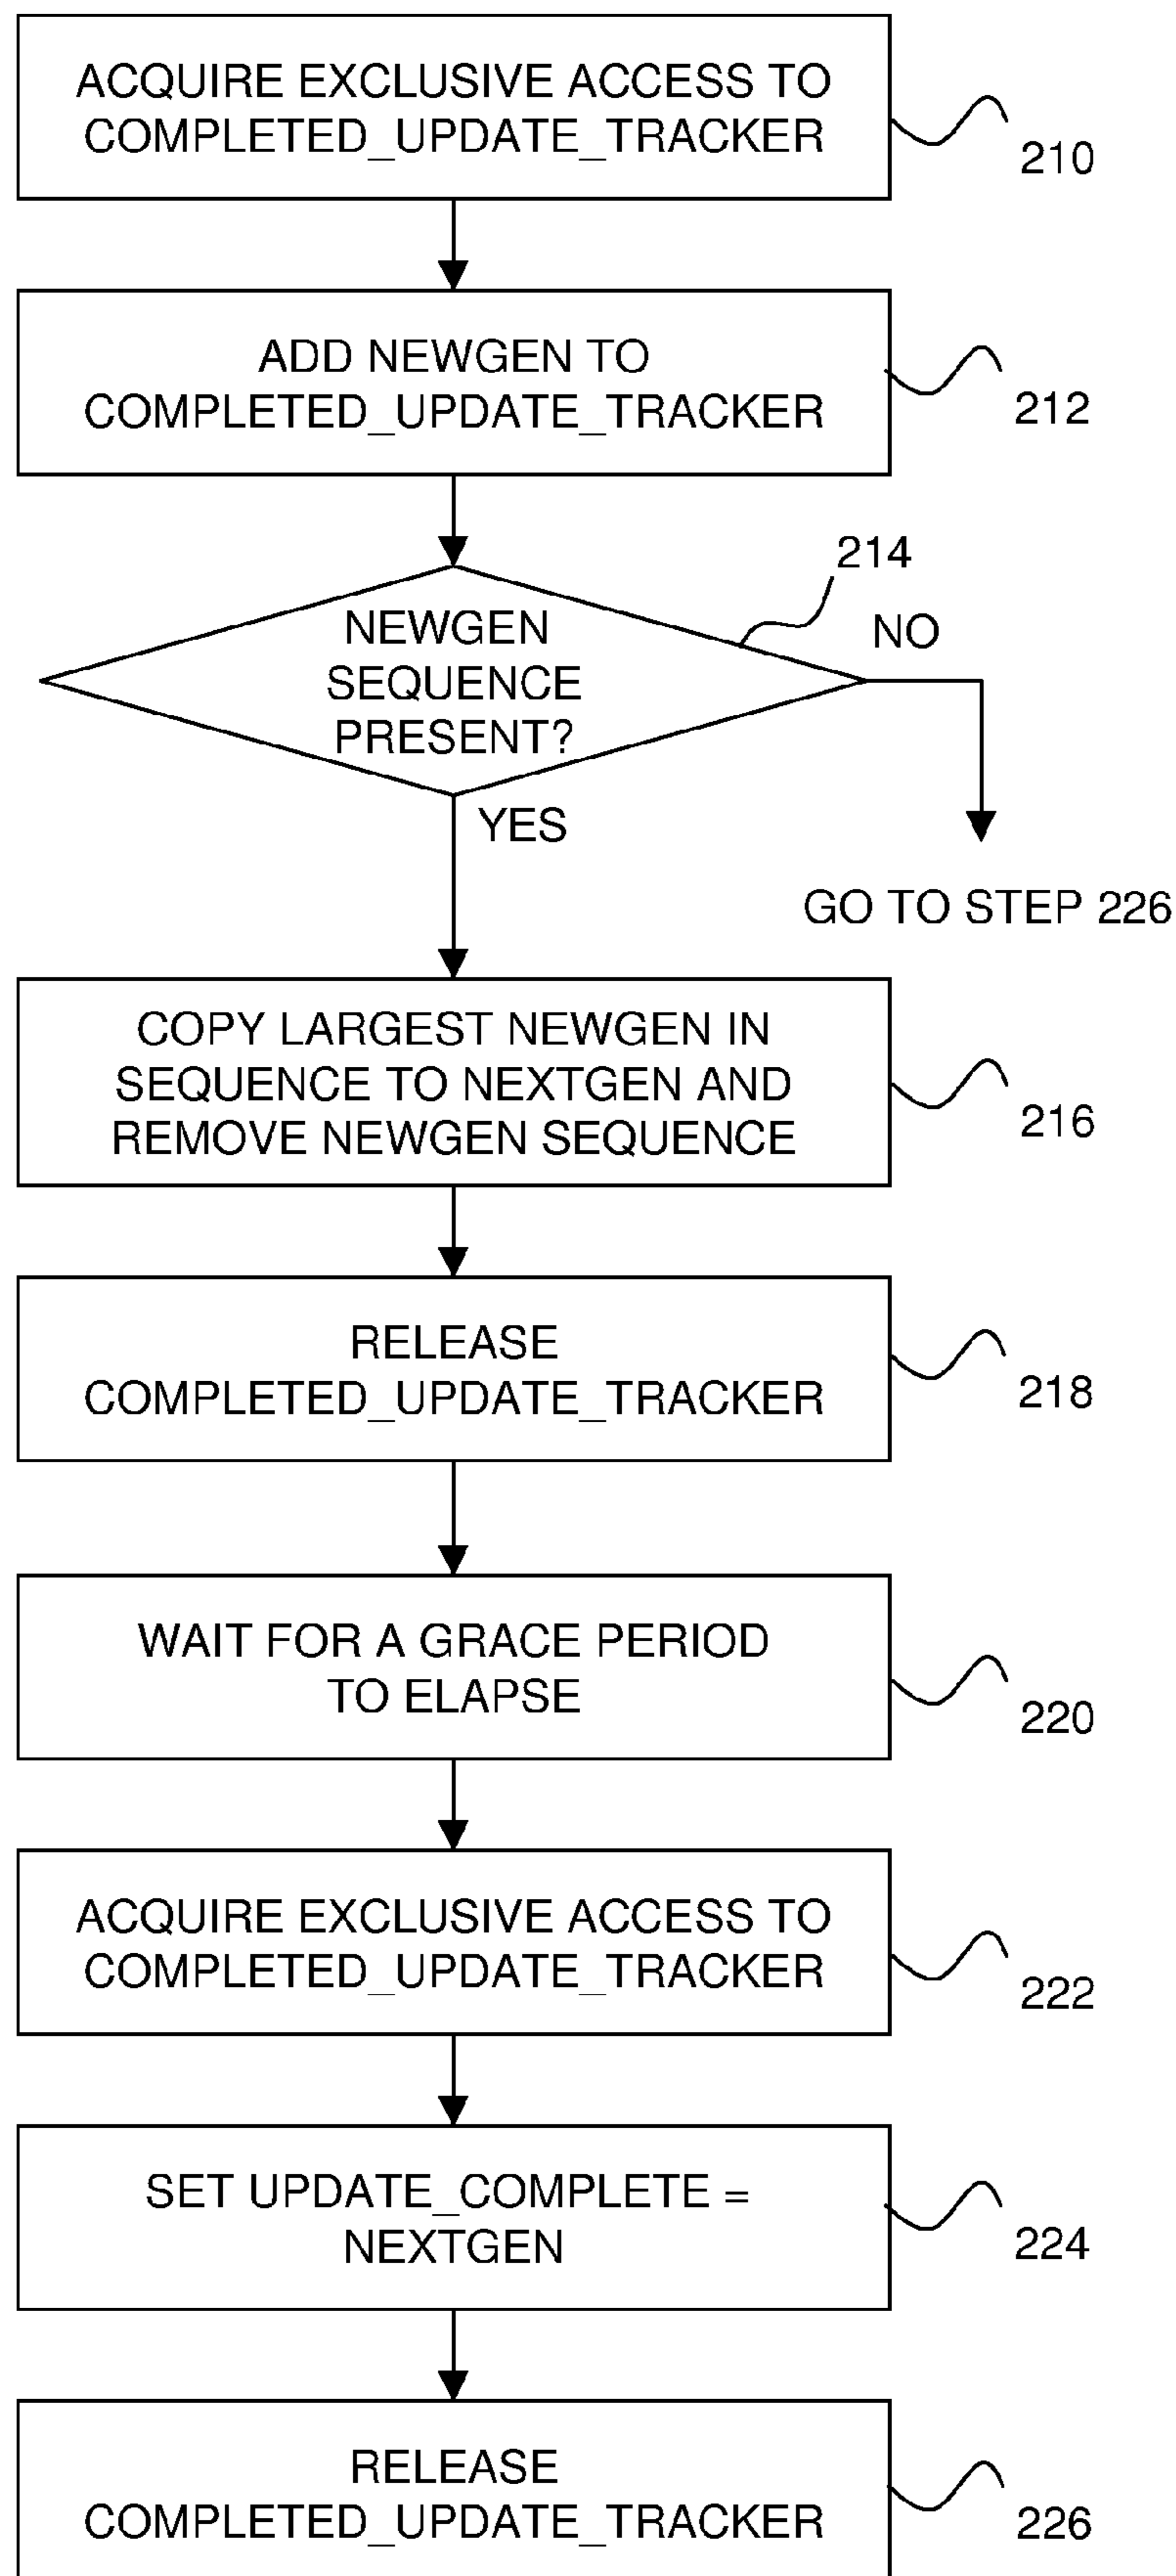 ACQUIRE EXCLUSIVE ACCESS TO
COMPLETED_UPDATE_TRACKER
210
ADD NEWGEN TO
COMPLETED_UPDATE_TRACKER
212
214
NEWGEN
SEQUENCE
PRESENT?
NO
YES
GO TO STEP 226
COPY LARGEST NEWGEN IN
SEQUENCE TO NEXTGEN AND
REMOVE NEWGEN SEQUENCE
216
RELEASE
COMPLETED_UPDATE_TRACKER
218
WAIT FOR A GRACE PERIOD
TO ELAPSE
220
ACQUIRE EXCLUSIVE ACCESS TO
COMPLETED_UPDATE_TRACKER
222
SET UPDATE_COMPLETE =
NEXTGEN
224
RELEASE
COMPLETED_UPDATE_TRACKER
226